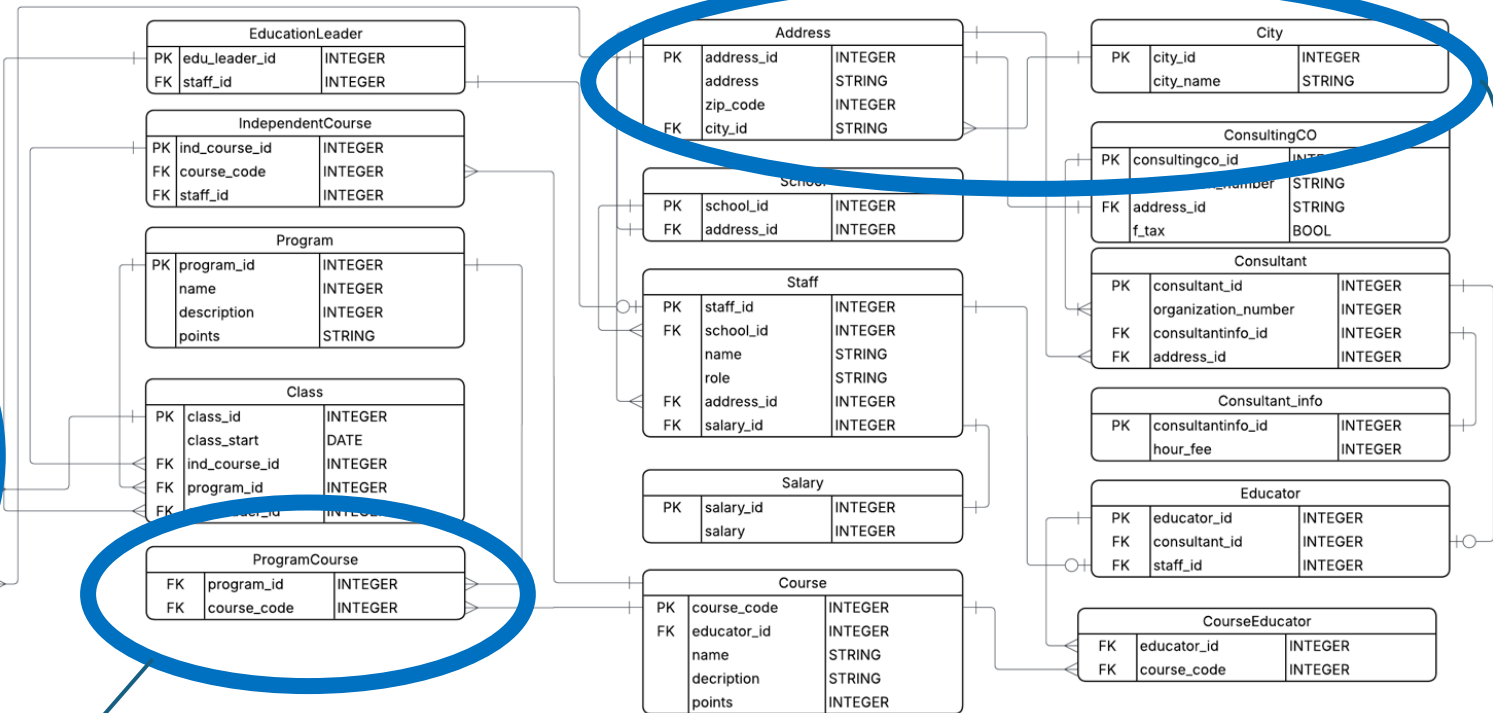 EducationLeader
PK edu_leader_id INTEGER
FK staff_id INTEGER
IndependentCourse
PK ind_course_id INTEGER
FK course_code INTEGER
FK staff_id INTEGER
Program
PK program_id INTEGER
name INTEGER
description INTEGER
points STRING
Class
PK class_id INTEGER
class_start DATE
FK ind_course_id INTEGER
FK program_id INTEGER
FK
ProgramCourse
FK program_id INTEGER
FK course_code INTEGER
Address
PK address_id INTEGER
address STRING
zip_code INTEGER
FK city_id STRING
School
PK school_id INTEGER
FK address_id INTEGER
Staff
PK staff_id INTEGER
FK school_id INTEGER
name STRING
role STRING
FK address_id INTEGER
FK salary_id INTEGER
Salary
PK salary_id INTEGER
salary INTEGER
Course
PK course_code INTEGER
FK educator_id INTEGER
name STRING
decription STRING
points INTEGER
City
PK city_id INTEGER
city_name STRING
ConsultingCO
PK consultingco_id
STRING
FK address_id STRING
f_tax BOOL
Consultant
PK consultant_id INTEGER
organization_number INTEGER
FK consultantinfo_id INTEGER
FK address_id INTEGER
Consultant_info
PK consultantinfo_id INTEGER
hour_fee INTEGER
Educator
PK educator_id INTEGER
FK consultant_id INTEGER
FK staff_id INTEGER
CourseEducator
FK educator_id INTEGER
FK course_code INTEGER